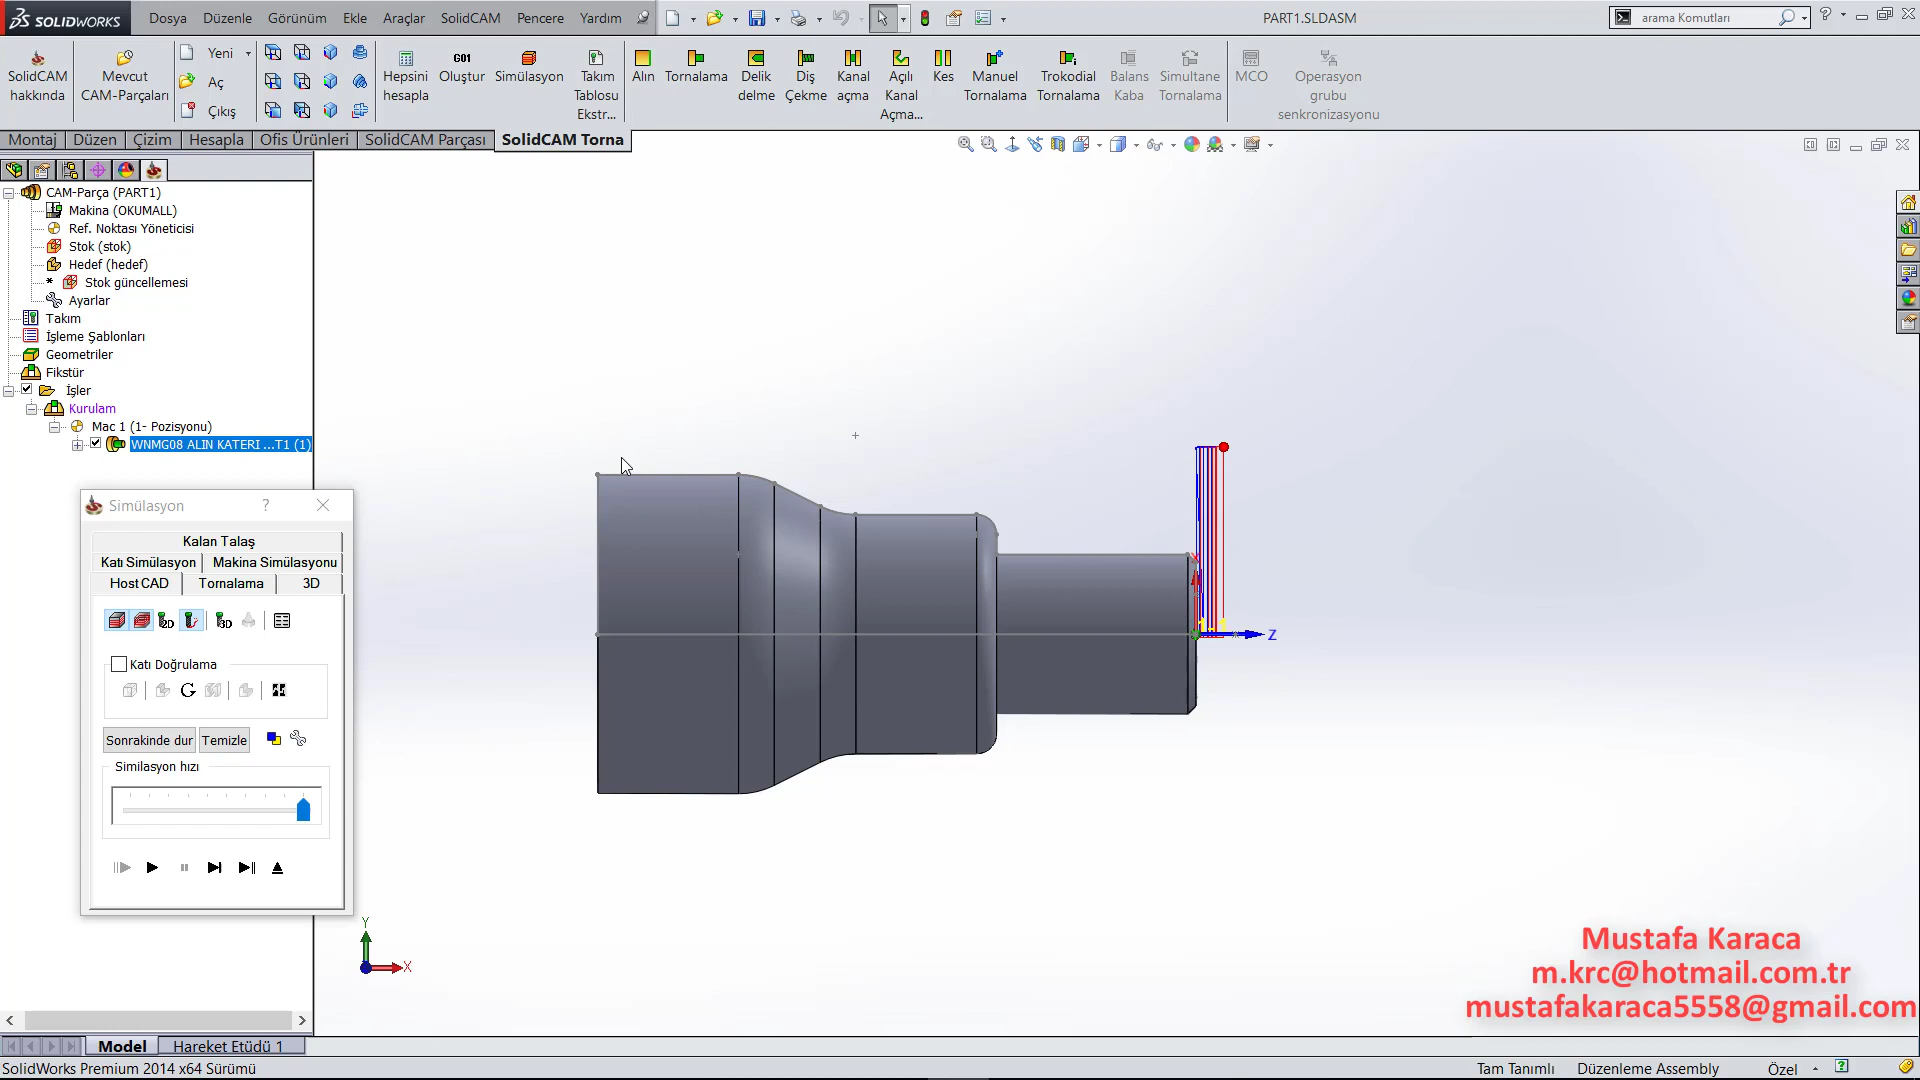 SOLIDWORKS
Dosya Düzenle Görünüm Ekle Araçlar SolidCAM Pencere Yardım
PART1.SLDASM
arama Komutları
SolidCAM hakkında
Mevcut CAM-Parçaları
Yeni
Aç
Çıkış
Hepsini hesapla
G01
Oluştur
Simülasyon
Takım Tablosu Ekstr...
Alın
Tornalama
Delik delme
Diş Çekme
Kanal açma
Açılı Kanal Açma...
Kes
Manuel Tornalama
Trokodial Tornalama
Balans Kaba
Simultane Tornalama
MCO
Operasyon grubu senkronizasyonu
Montaj Düzen Çizim Hesapla Ofis Ürünleri SolidCAM Parçası SolidCAM Torna
CAM-Parça (PART1)
Makina (OKUMALL)
Ref. Noktası Yöneticisi
Stok (stok)
Hedef (hedef)
* Stok güncellemesi
Ayarlar
Takım
İşleme Şablonları
Geometriler
Fikstür
İşler
Kurulam
Mac 1 (1- Pozisyonu)
WNMG08 ALIN KATERI ...T1 (1)
Simülasyon ?
Kalan Talaş
Katı Simülasyon Makina Simülasyonu
Host CAD Tornalama 3D
2D
3D
Katı Doğrulama
Sonrakinde dur Temizle
Similasyon hızı
Z
Y
X
Mustafa Karaca
m.krc@hotmail.com.tr
mustafakaraca5558@gmail.com
Model Hareket Etüdü 1
SolidWorks Premium 2014 x64 Sürümü
Tam Tanımlı Düzenleme Assembly Özel